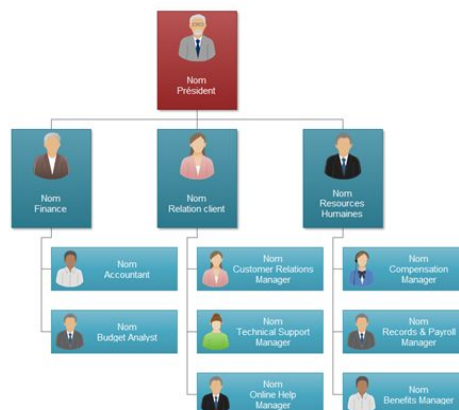 Nom
Président
Nom
Finance
Nom
Relation client
Nom
Resources
Humaines
Nom
Accountant
Nom
Customer Relations
Manager
Nom
Compensation
Manager
Nom
Budget Analyst
Nom
Technical Support
Manager
Nom
Records & Payroll
Manager
Nom
Online Help
Manager
Nom
Benefits Manager